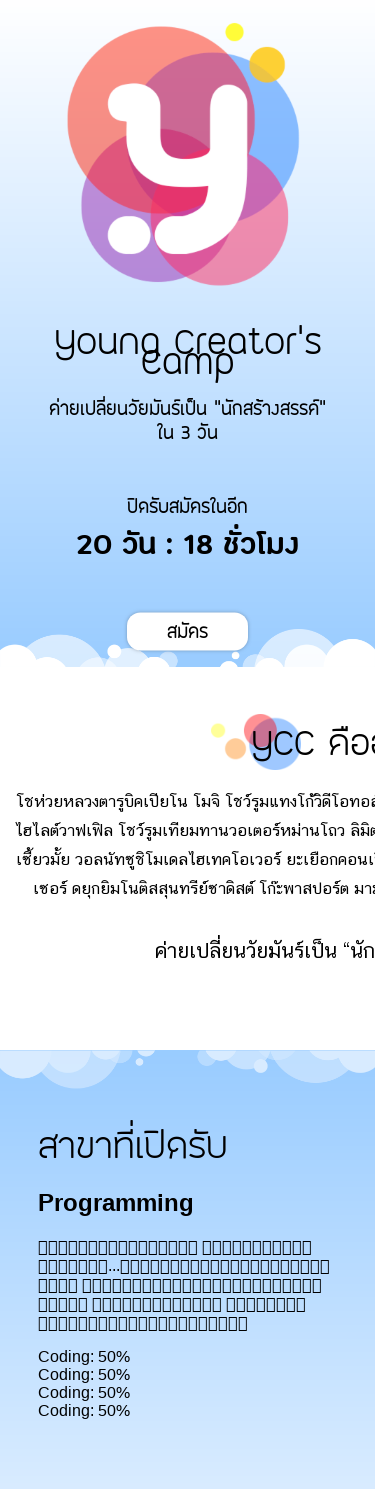 y.
Young Creator's
Camp
ค่ายเปลี่ยนวัยมันร์เป็น "นักสร้างสรรค์"
ใน 3 วัน
ปิดรับสมัครในอีก
20 วัน : 18 ชั่วโมง
สมัคร
YCC คือ
โชห่วยหลวงตารูบิคเปียโน โมจิ โชว์รูมแทงโก้วิดีโอทอล
ไฮไลต์วาฟเฟิล โชว์รูมเทียมทานวอเตอร์หม่านโถว ลิมิต
เซี้ยวมั้ย วอลนัทซูชิโมเดลไฮเทคโอเวอร์ ยะเยือกคอน
เซอร์ ดยุกยิมโนติสสุนทรีย์ซาดิสต์ โก๊ะพาสปอร์ต
ค่ายเปลี่ยนวัยมันร์เป็น “นัก
สาขาที่เปิดรับ
Programming
Coding: 50%
Coding: 50%
Coding: 50%
Coding: 50%